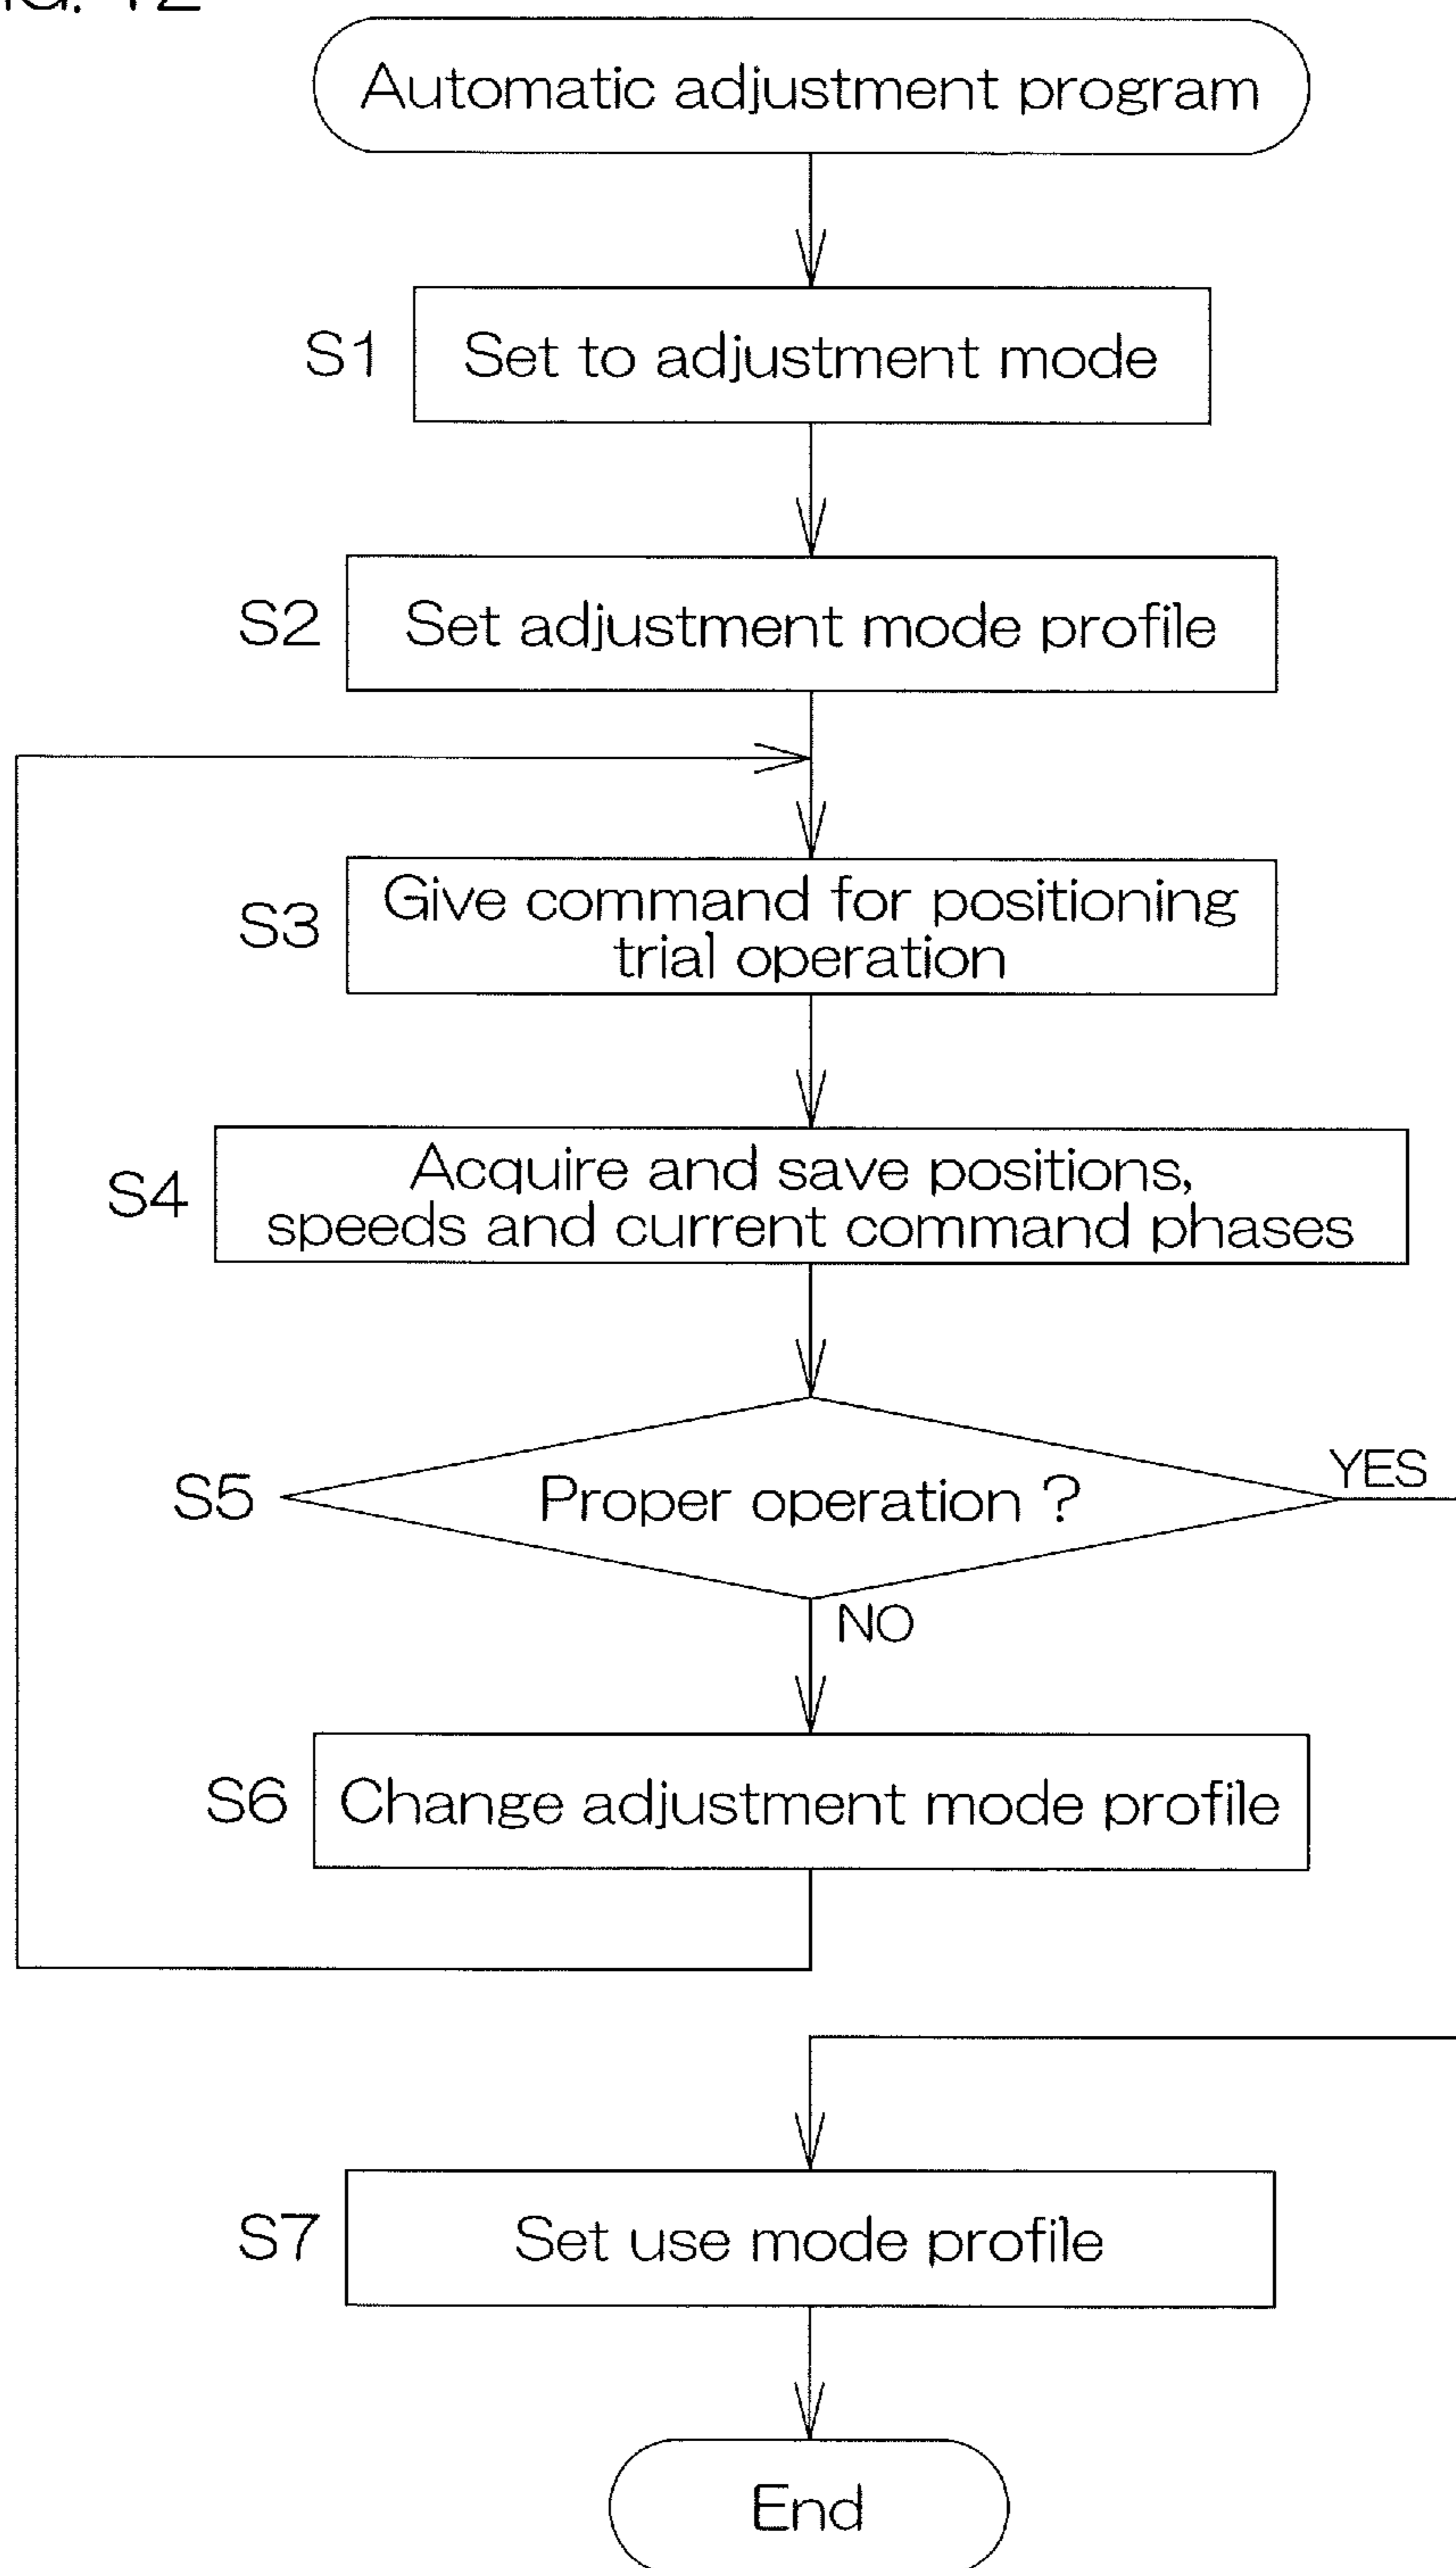 12
Automatic adjustment program
S1 Set to adjustment mode
S2 Set adjustment mode profile
S3 Give command for positioning
trial operation
S4 Acquire and save positions,
speeds and current command phases
S5 Proper operation ?
YES
NO
S6 Change adjustment mode profile
S7 Set use mode profile
End